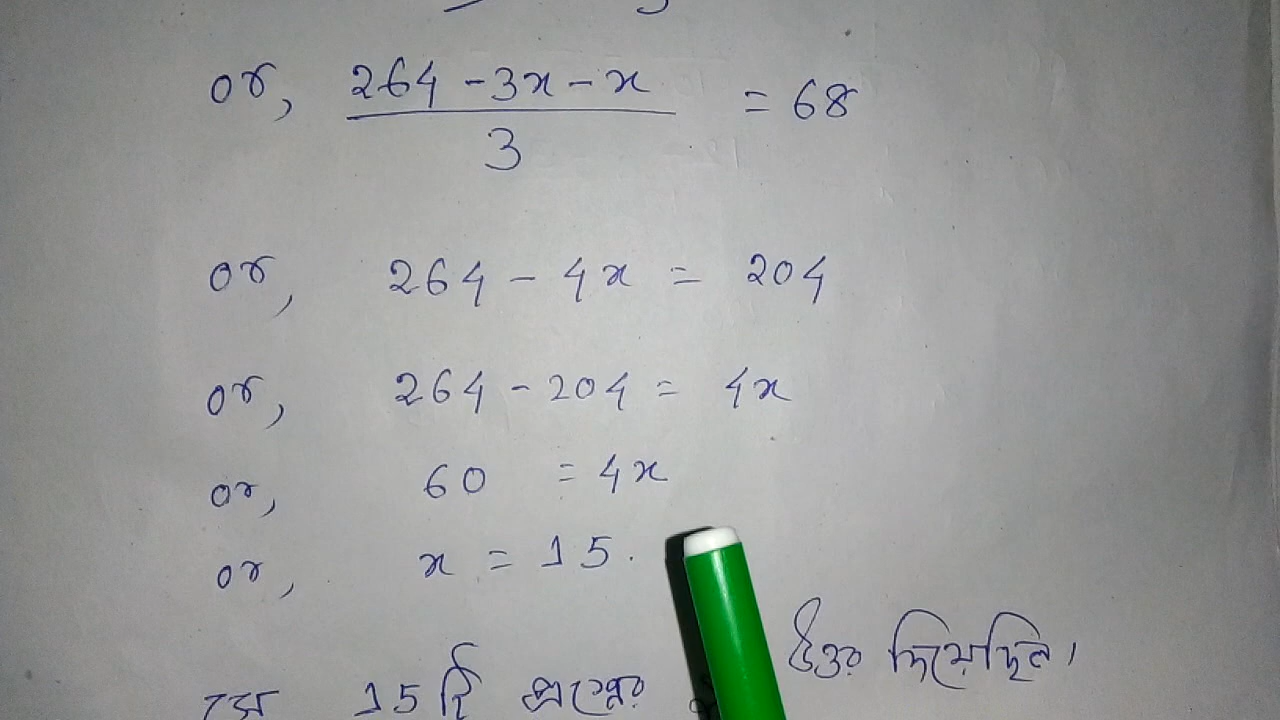 or, 264 - 3x - x / 3 = 68
or, 264 - 4x = 204
or, 264 - 204 = 4x
or, 60 = 4x
or, x = 15.
সে 15টি প্রশ্নের উত্তর দিয়েছিল।